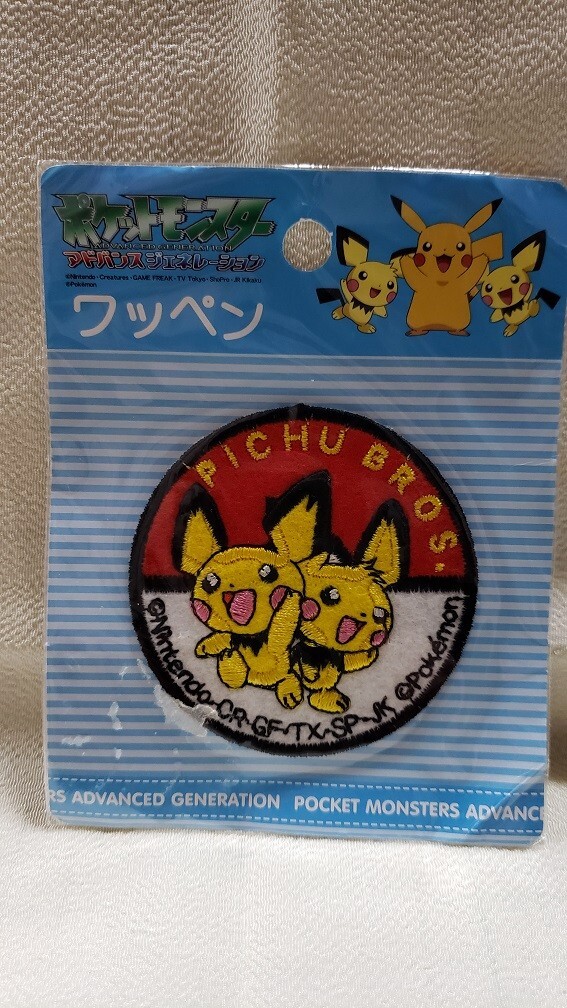 ポケットモンスター
ADVANCED GENERATION
アドバンスジェネレーション
©Nintendo・Creatures・GAME FREAK・TV Tokyo・ShoPro・JR Kikaku
©Pokémon
ワッペン
PICHU BROS.
©Nintendo・CR・GF・TX・SP・JK ©Pokémon
RS ADVANCED GENERATION POCKET MONSTERS ADVANCE